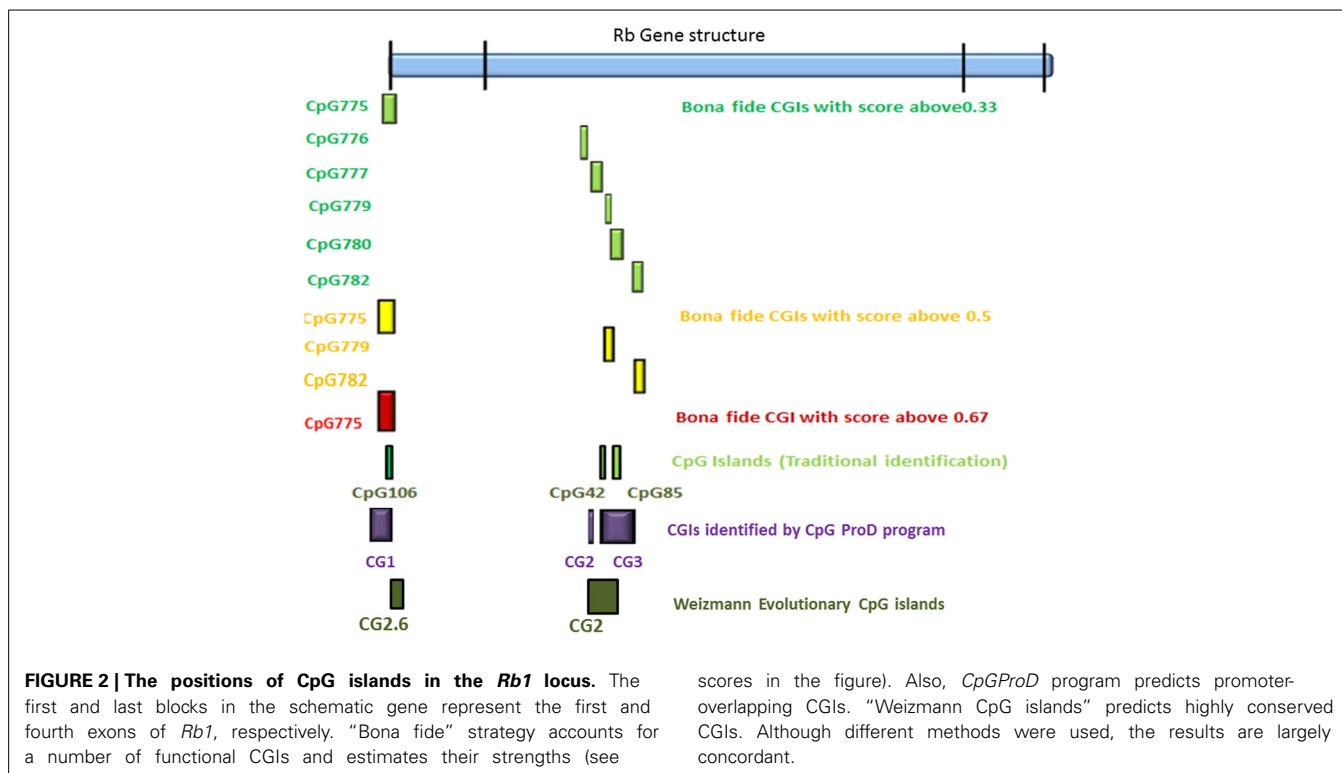 Rb Gene structure
CpG775
Bona fide CGIs with score above0.33
CpG776
CpG777
CpG779
CpG780
CpG782
CpG775
Bona fide CGIs with score above 0.5
CpG779
CpG782
CpG775
Bona fide CGI with score above 0.67
CpG Islands (Traditional identification)
CpG106
CpG42
CpG85
CGIs identified by CpG ProD program
CG1
CG2
CG3
Weizmann Evolutionary CpG islands
CG2.6
CG2
FIGURE 2 | The positions of CpG islands in the Rb1 locus. The
first and last blocks in the schematic gene represent the first and
fourth exons of Rb1, respectively. “Bona fide” strategy accounts for
a number of functional CGIs and estimates their strengths (see
scores in the figure). Also, CpGProD program predicts promoter-
overlapping CGIs. “Weizmann CpG islands” predicts highly conserved
CGIs. Although different methods were used, the results are largely
concordant.